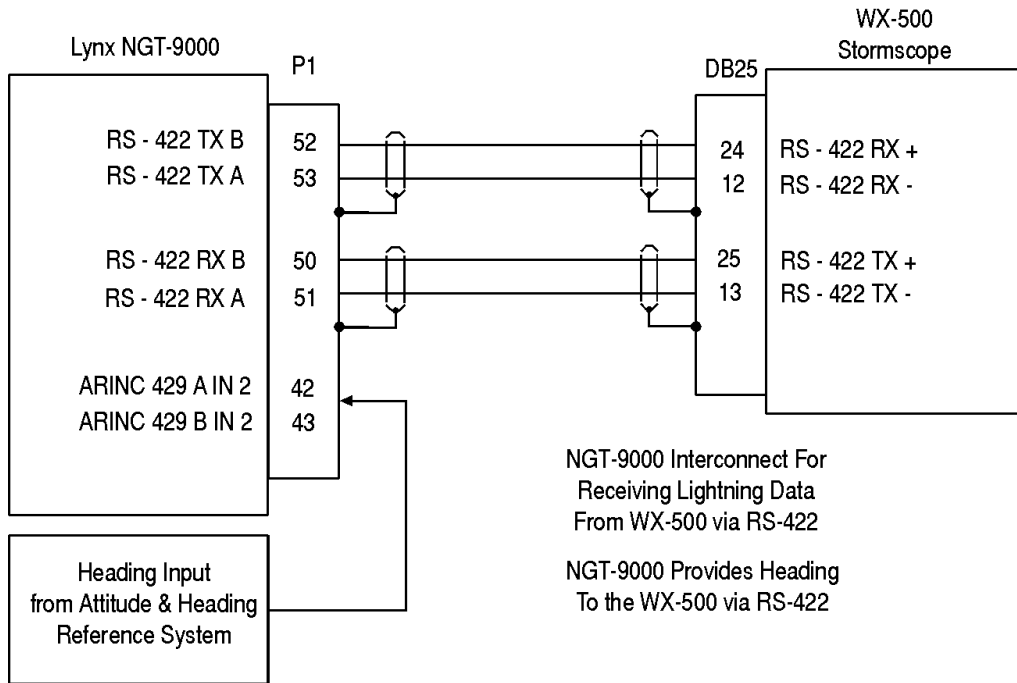 Lynx NGT-9000
P1
RS - 422 TX B 52
RS - 422 TX A 53
RS - 422 RX B 50
RS - 422 RX A 51
ARINC 429 A IN 2 42
ARINC 429 B IN 2 43
WX-500
Stormscope
DB25
24 RS - 422 RX +
12 RS - 422 RX -
25 RS - 422 TX +
13 RS - 422 TX -
Heading Input
from Attitude & Heading
Reference System
NGT-9000 Interconnect For
Receiving Lightning Data
From WX-500 via RS-422
NGT-9000 Provides Heading
To the WX-500 via RS-422